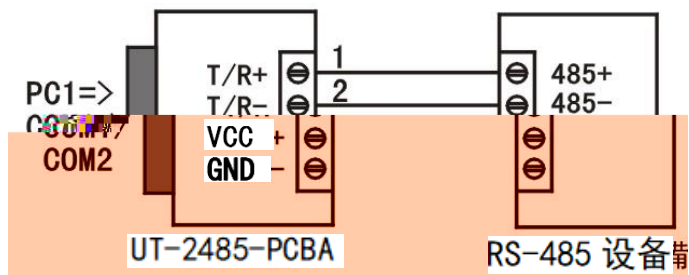 1
T/R+ 485+
2
PC1=> T/R- 485-
VCC +
COM2 GND -
UT-2485-PCBA RS-485 设备